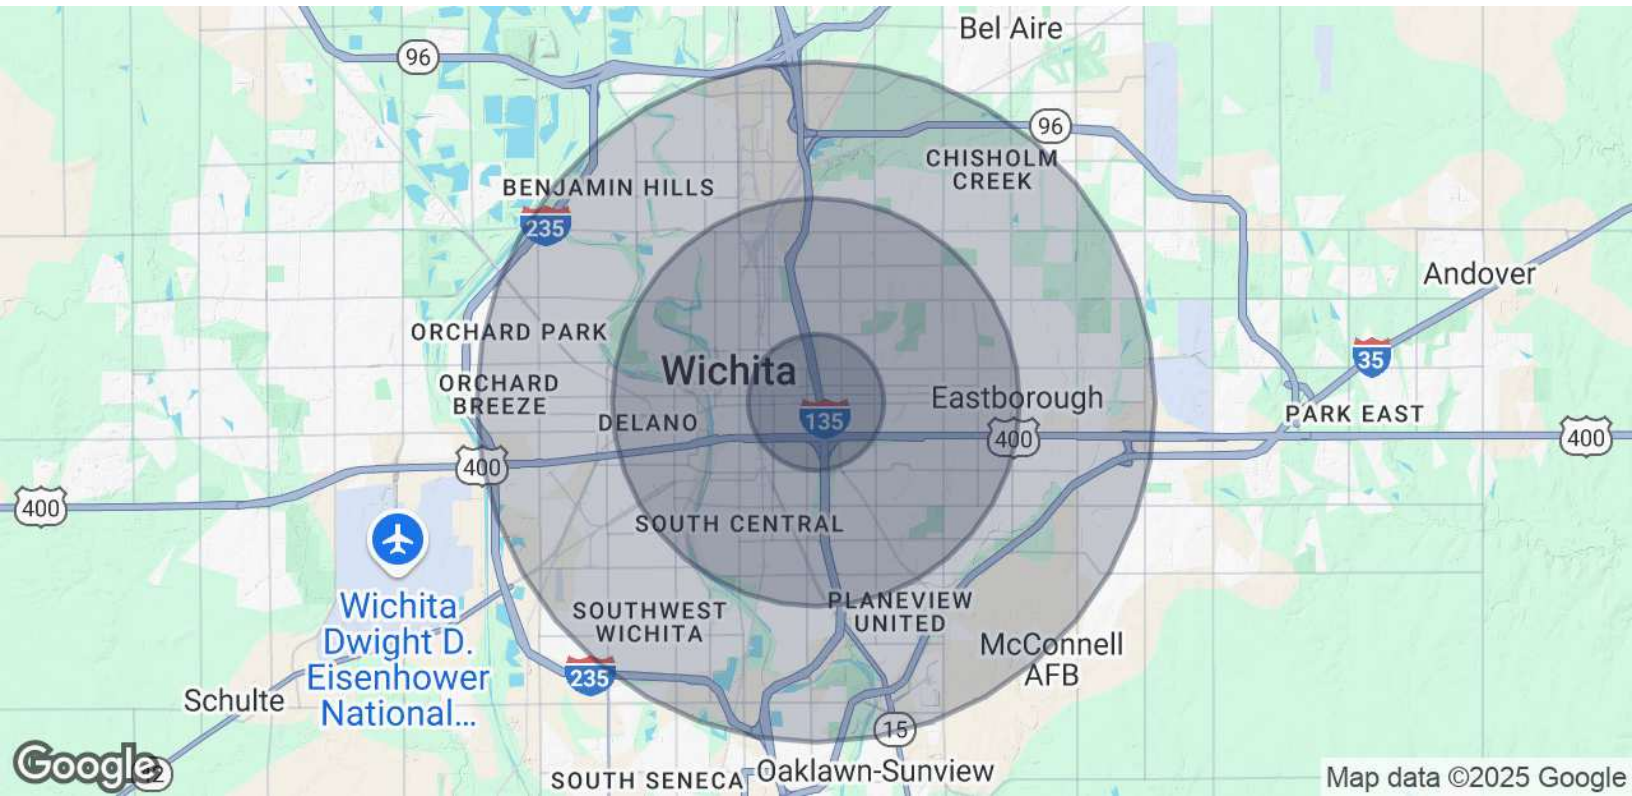 Bel Aire
96
96
CHISHOLM
CREEK
BENJAMIN HILLS
235
Andover
ORCHARD PARK
35
Wichita
ORCHARD
BREEZE
Eastborough
DELANO
135
PARK EAST
400
400
400
400
SOUTH CENTRAL
Wichita
Dwight D.
Eisenhower
National...
SOUTHWEST
WICHITA
PLANEVIEW
UNITED
McConnell
AFB
235
Schulte
15
Google
SOUTH SENECA
Oaklawn-Sunview
Map data ©2025 Google